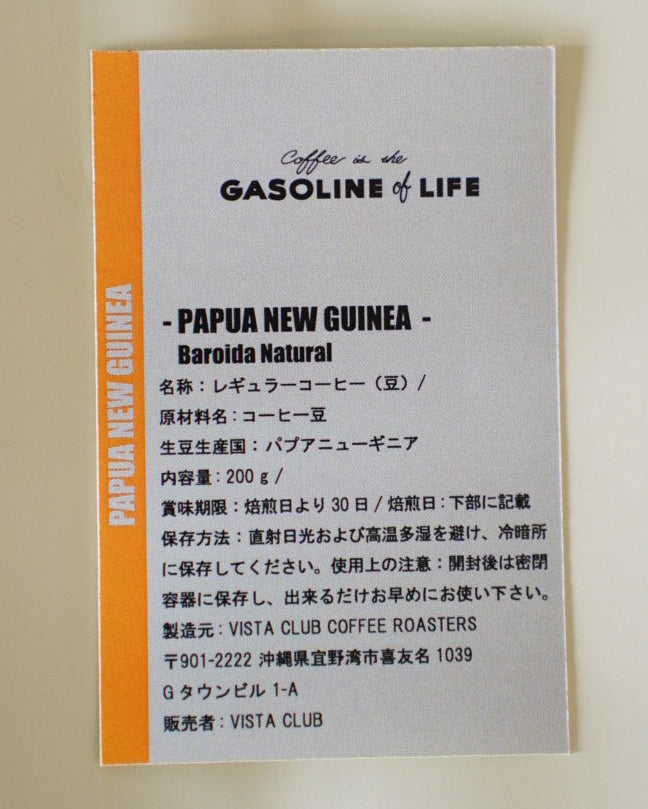 Coffee is the
GASOLINE of LIFE
PAPUA NEW GUINEA
- PAPUA NEW GUINEA -
Baroida Natural
名称：レギュラーコーヒー（豆）/
原材料名：コーヒー豆
生豆生産国：パプアニューギニア
内容量：200 g /
賞味期限：焙煎日より 30 日 / 焙煎日：下部に記載
保存方法：直射日光および高温多湿を避け、冷暗所
に保存してください。使用上の注意：開封後は密閉
容器に保存し、出来るだけお早めにお使い下さい。
製造元：VISTA CLUB COFFEE ROASTERS
〒901-2222 沖縄県宜野湾市喜友名 1039
G タウンビル 1-A
販売者：VISTA CLUB